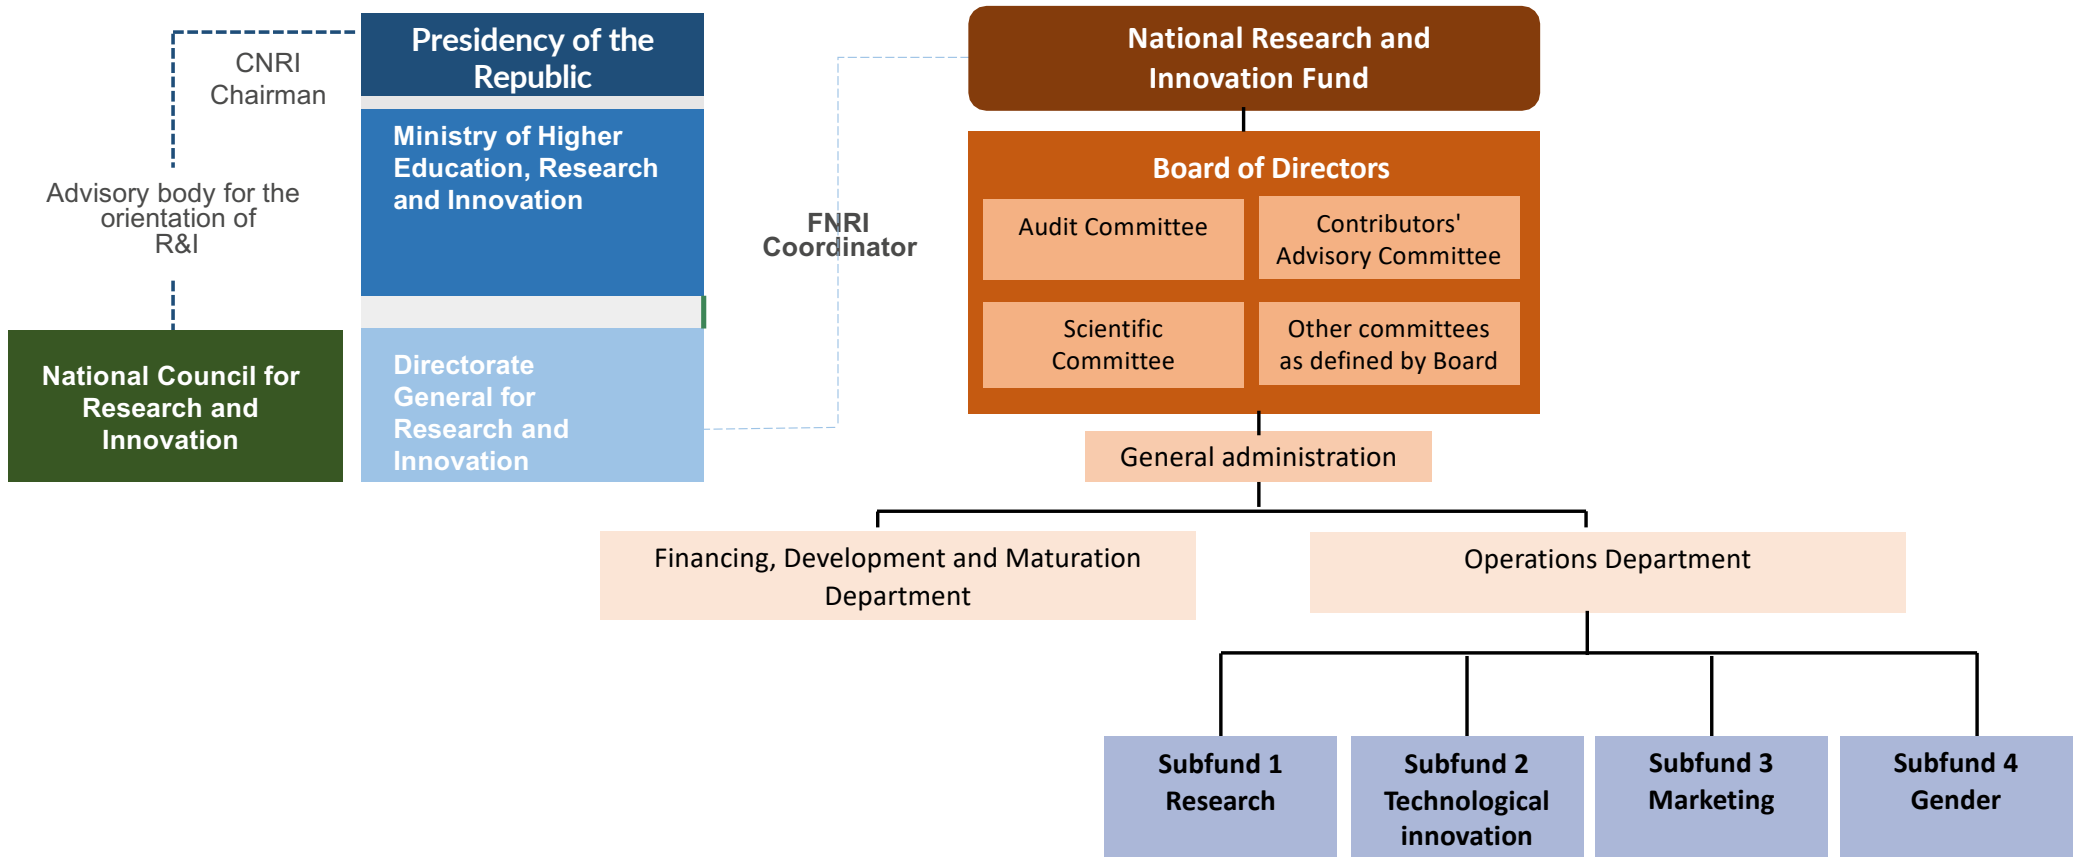 CNRI
Chairman
Advisory body for the
orientation of
R&I
National Council for
Research and
Innovation
Presidency of the
Republic
Ministry of Higher
Education, Research
and Innovation
Directorate
General for
Research and
Innovation
FNRI
Coordinator
National Research and
Innovation Fund
Board of Directors
Audit Committee
Contributors'
Advisory Committee
Scientific
Committee
Other committees
as defined by Board
General administration
Financing, Development and Maturation
Department
Operations Department
Subfund 1
Research
Subfund 2
Technological
innovation
Subfund 3
Marketing
Subfund 4
Gender